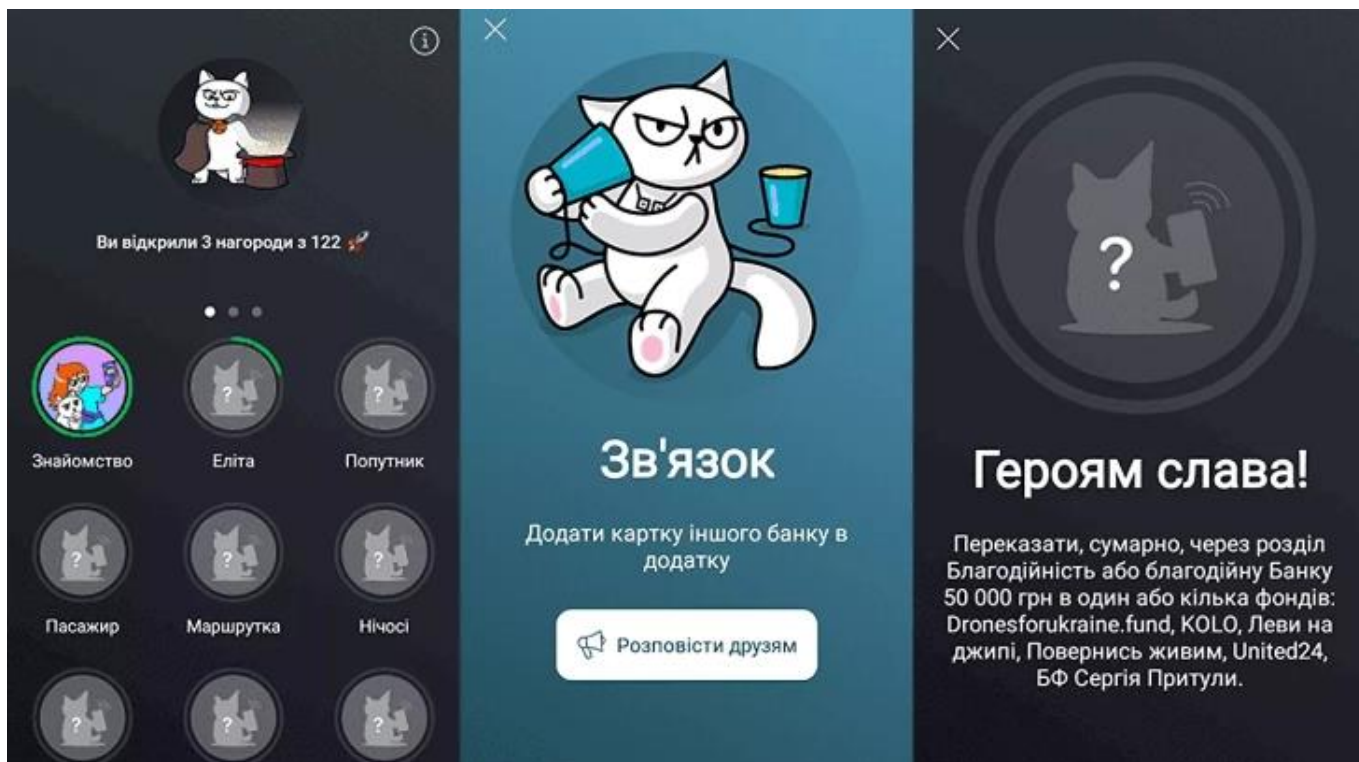 Ви відкрили 3 нагороди з 122 🚀
Знайомство
Еліта
Попутник
Пасажир
Маршрутка
Нічосі
Зв'язок
Додати картку іншого банку в
додатку
Розповісти друзям
Героям слава!
Переказати, сумарно, через розділ
Благодійність або благодійну Банку
50 000 грн в один або кілька фондів:
Dronesforukraine.fund, KOLO, Леви на
джипі, Повернись живим, United24,
БФ Сергія Притули.